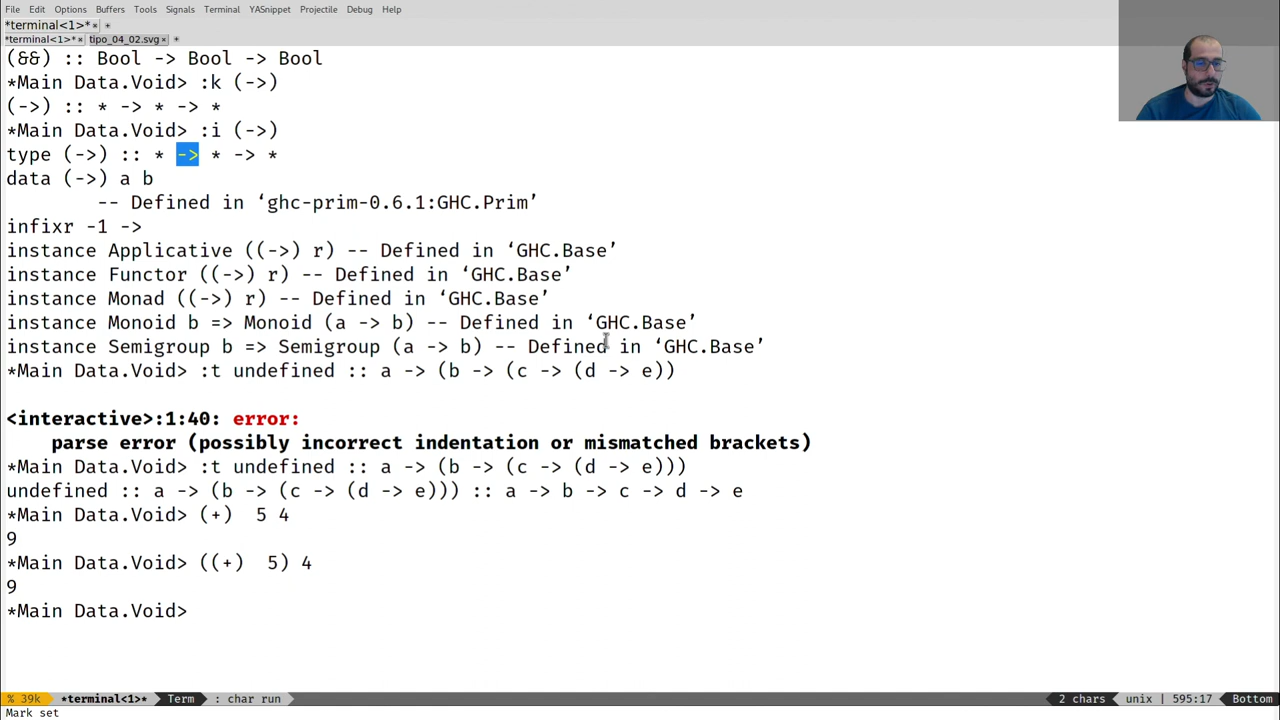 File Edit Options Buffers Tools Signals Terminal YASnippet Projectile Debug Help
*terminal<1>*× +
*terminal<1>*× tipo_04_02.svg× +
(&&) :: Bool -> Bool -> Bool
*Main Data.Void> :k (->)
(->) :: * -> * -> *
*Main Data.Void> :i (->)
type (->) :: * -> * -> *
data (->) a b
-- Defined in ‘ghc-prim-0.6.1:GHC.Prim’
infixr -1 ->
instance Applicative ((->) r) -- Defined in ‘GHC.Base’
instance Functor ((->) r) -- Defined in ‘GHC.Base’
instance Monad ((->) r) -- Defined in ‘GHC.Base’
instance Monoid b => Monoid (a -> b) -- Defined in ‘GHC.Base’
instance Semigroup b => Semigroup (a -> b) -- Defined in ‘GHC.Base’
*Main Data.Void> :t undefined :: a -> (b -> (c -> (d -> e))
<interactive>:1:40: error:
parse error (possibly incorrect indentation or mismatched brackets)
*Main Data.Void> :t undefined :: a -> (b -> (c -> (d -> e)))
undefined :: a -> (b -> (c -> (d -> e))) :: a -> b -> c -> d -> e
*Main Data.Void> (+)  5 4
9
*Main Data.Void> ((+)  5) 4
9
*Main Data.Void>
% 39k *terminal<1>* Term : char run 2 chars unix | 595:17 Bottom
Mark set